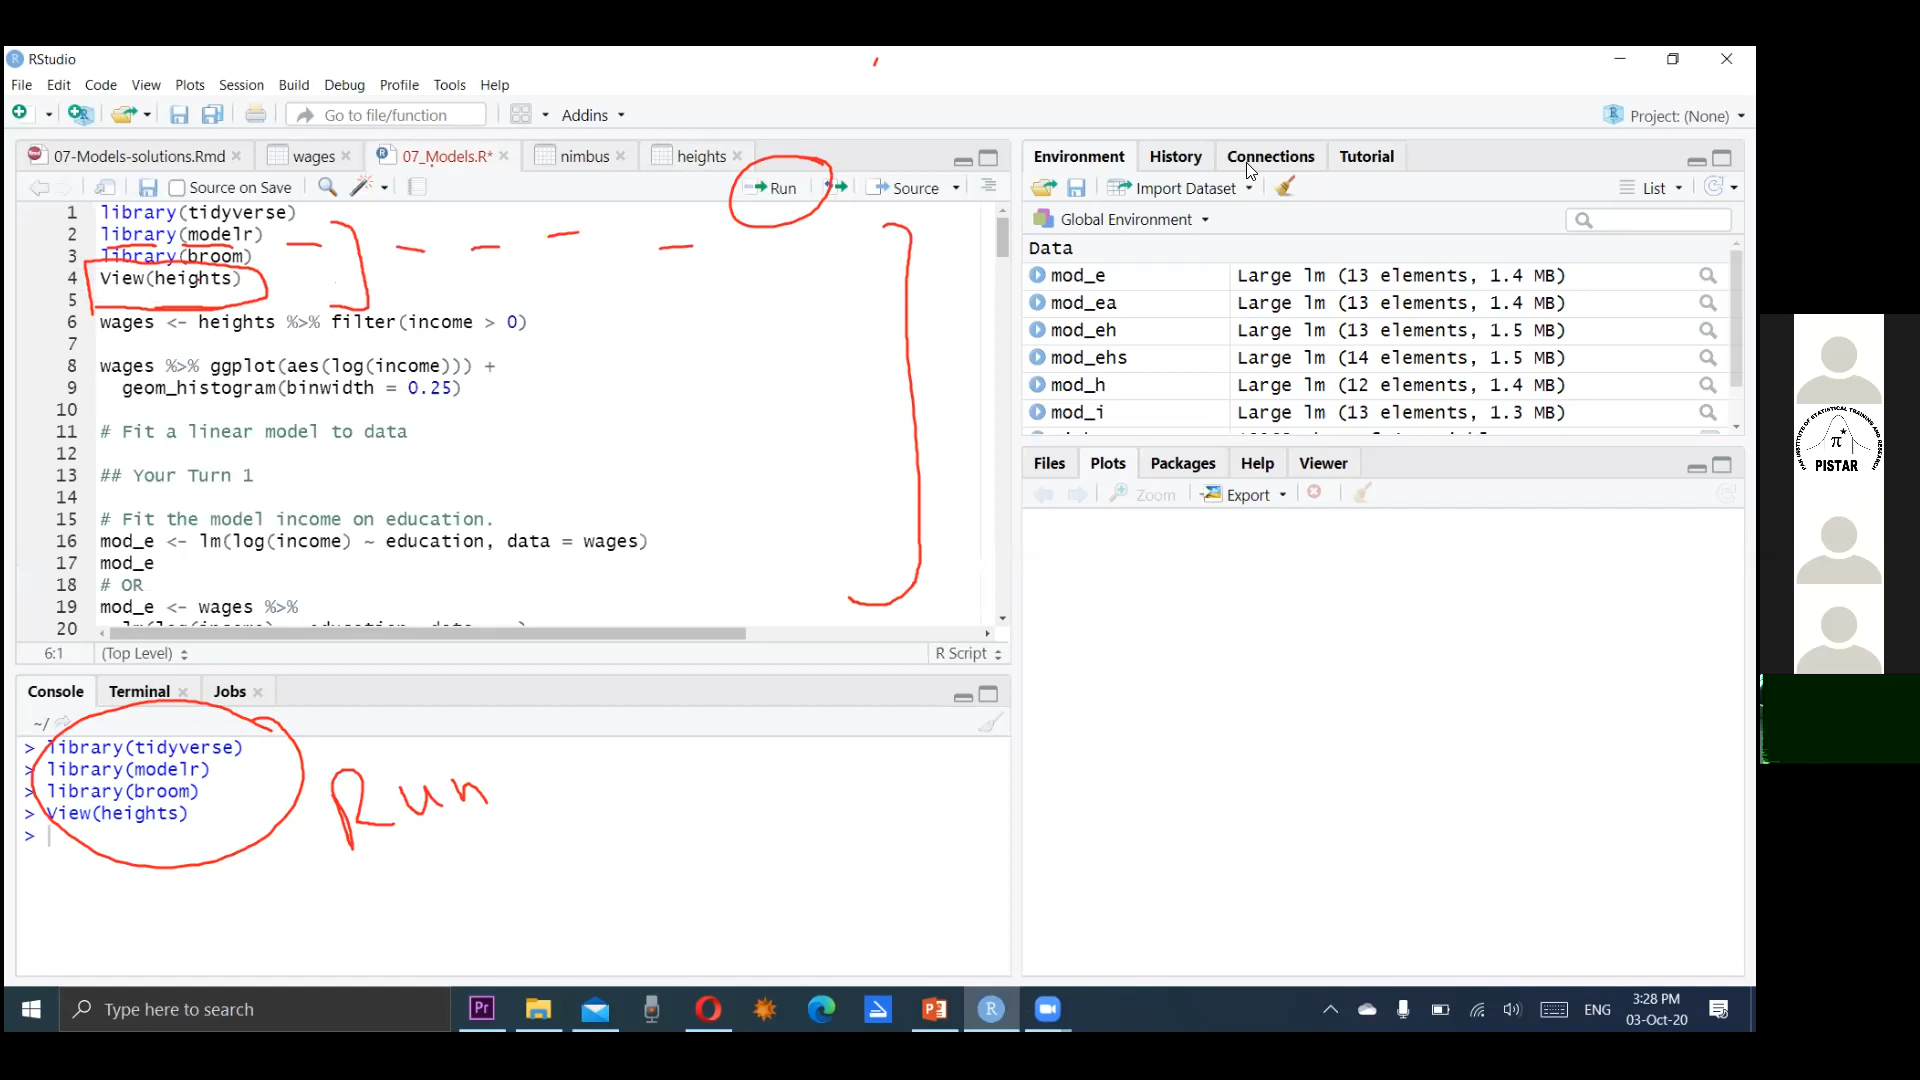 RStudio
File Edit Code View Plots Session Build Debug Profile Tools Help
Go to file/function Addins Project: (None)
07-Models-solutions.Rmd wages 07_Models.R* nimbus heights
Source on Save Run Source
1 library(tidyverse)
2 library(modelr)
3 library(broom)
4 View(heights)
5
6 wages <- heights %>% filter(income > 0)
7
8 wages %>% ggplot(aes(log(income))) +
9 geom_histogram(binwidth = 0.25)
10
11 # Fit a linear model to data
12
13 ## Your Turn 1
14
15 # Fit the model income on education.
16 mod_e <- lm(log(income) ~ education, data = wages)
17 mod_e
18 # OR
19 mod_e <- wages %>%
20
6:1 (Top Level) R Script
Console Terminal Jobs
~/
> library(tidyverse)
> library(modelr)
> library(broom)
> View(heights)
>
Run
Environment History Connections Tutorial
Import Dataset List
Global Environment
Data
mod_e Large lm (13 elements, 1.4 MB)
mod_ea Large lm (13 elements, 1.4 MB)
mod_eh Large lm (13 elements, 1.5 MB)
mod_ehs Large lm (14 elements, 1.5 MB)
mod_h Large lm (12 elements, 1.4 MB)
mod_i Large lm (13 elements, 1.3 MB)
Files Plots Packages Help Viewer
Zoom Export
PAN INSTITUTE OF STATISTICAL TRAINING AND RESEARCH
π
PISTAR
Type here to search
Pr
ENG
3:28 PM
03-Oct-20